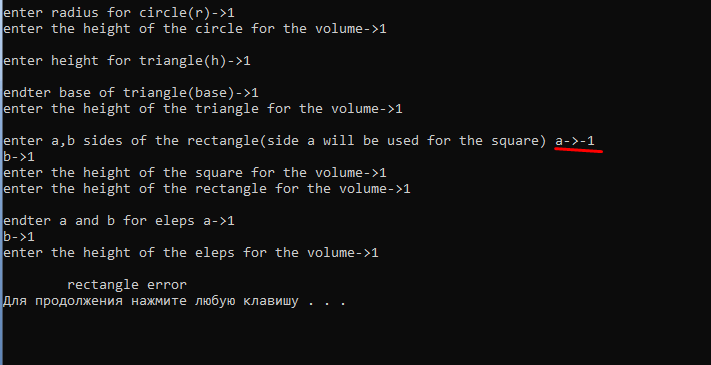 enter radius for circle(r)->1
enter the height of the circle for the volume->1
enter height for triangle(h)->1
endter base of triangle(base)->1
enter the height of the triangle for the volume->1
enter a,b sides of the rectangle(side a will be used for the square) a->-1
b->1
enter the height of the square for the volume->1
enter the height of the rectangle for the volume->1
endter a and b for eleps a->1
b->1
enter the height of the eleps for the volume->1
rectangle error
Для продолжения нажмите любую клавишу . . .